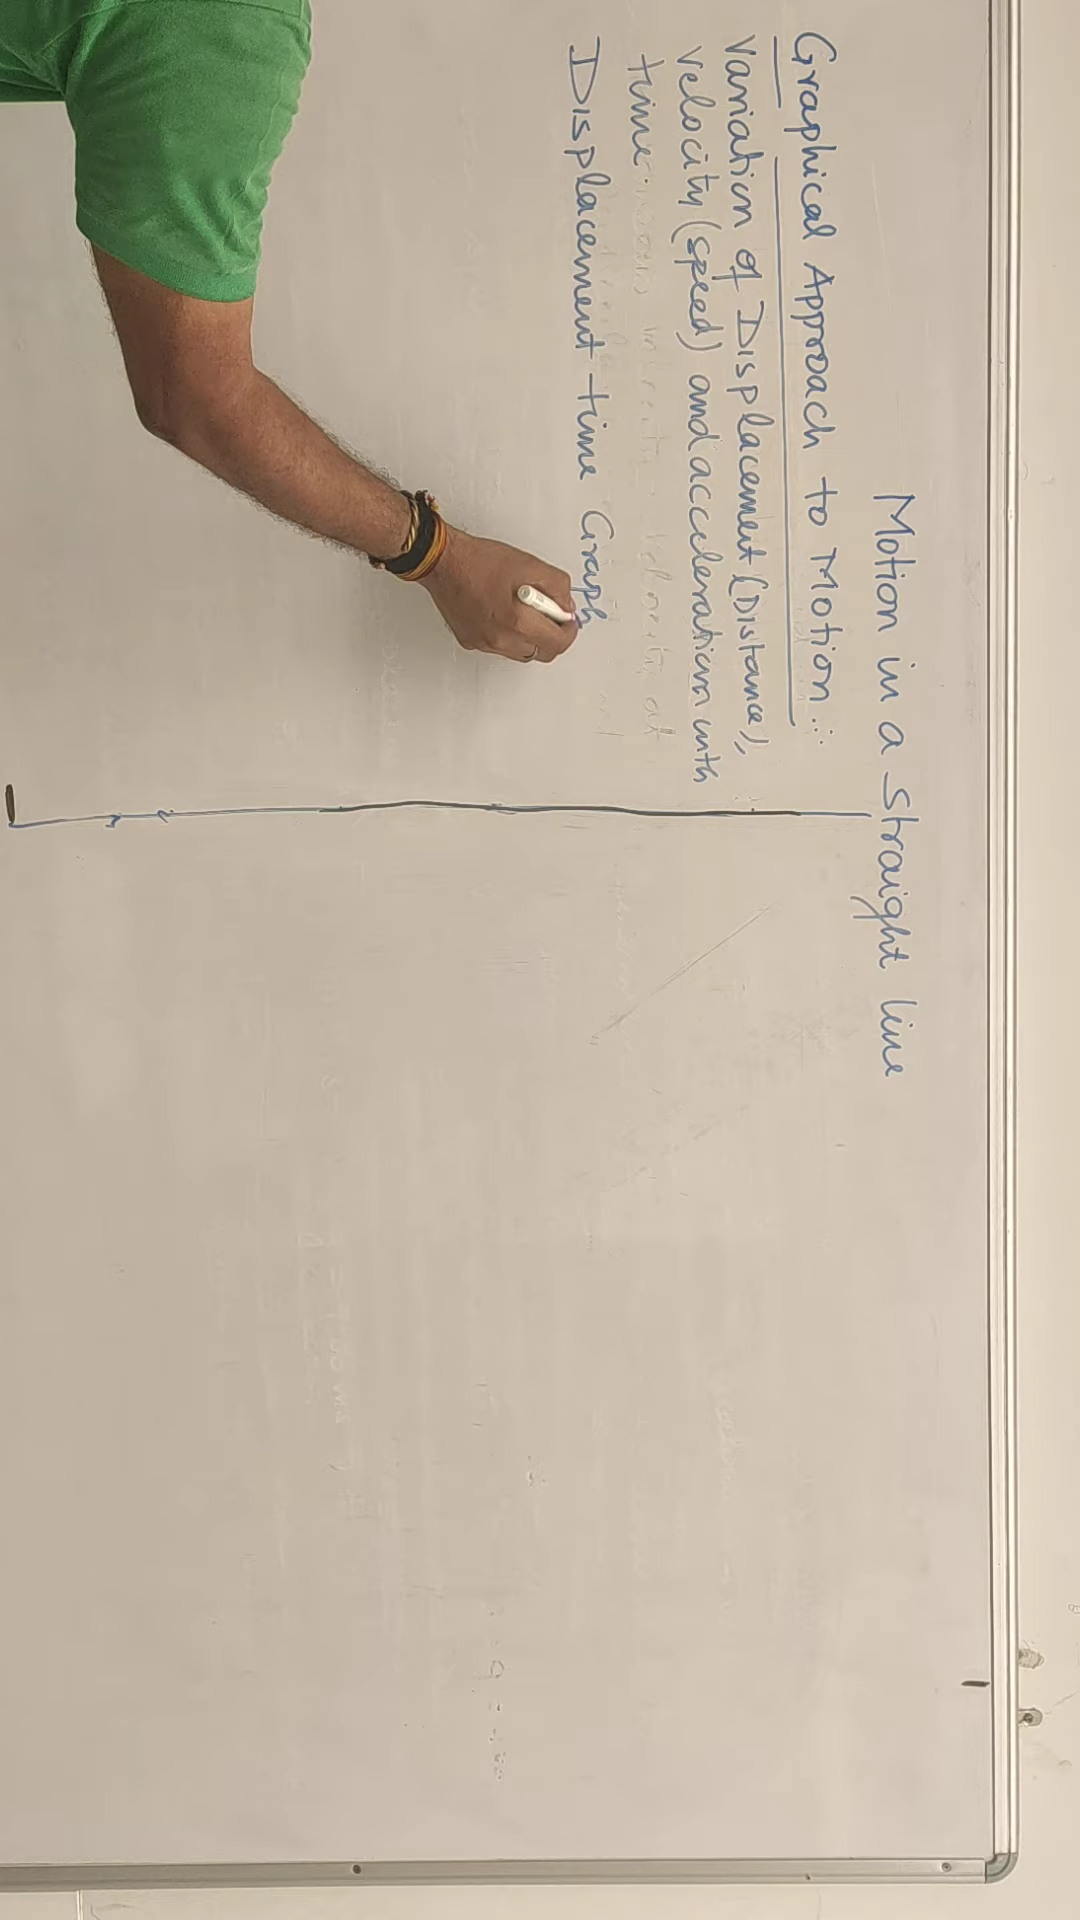 Motion in a Straight line
Graphical Approach to Motion :
Variation of Displacement (Distance),
velocity (speed) and acceleration with
time
Displacement time Graph